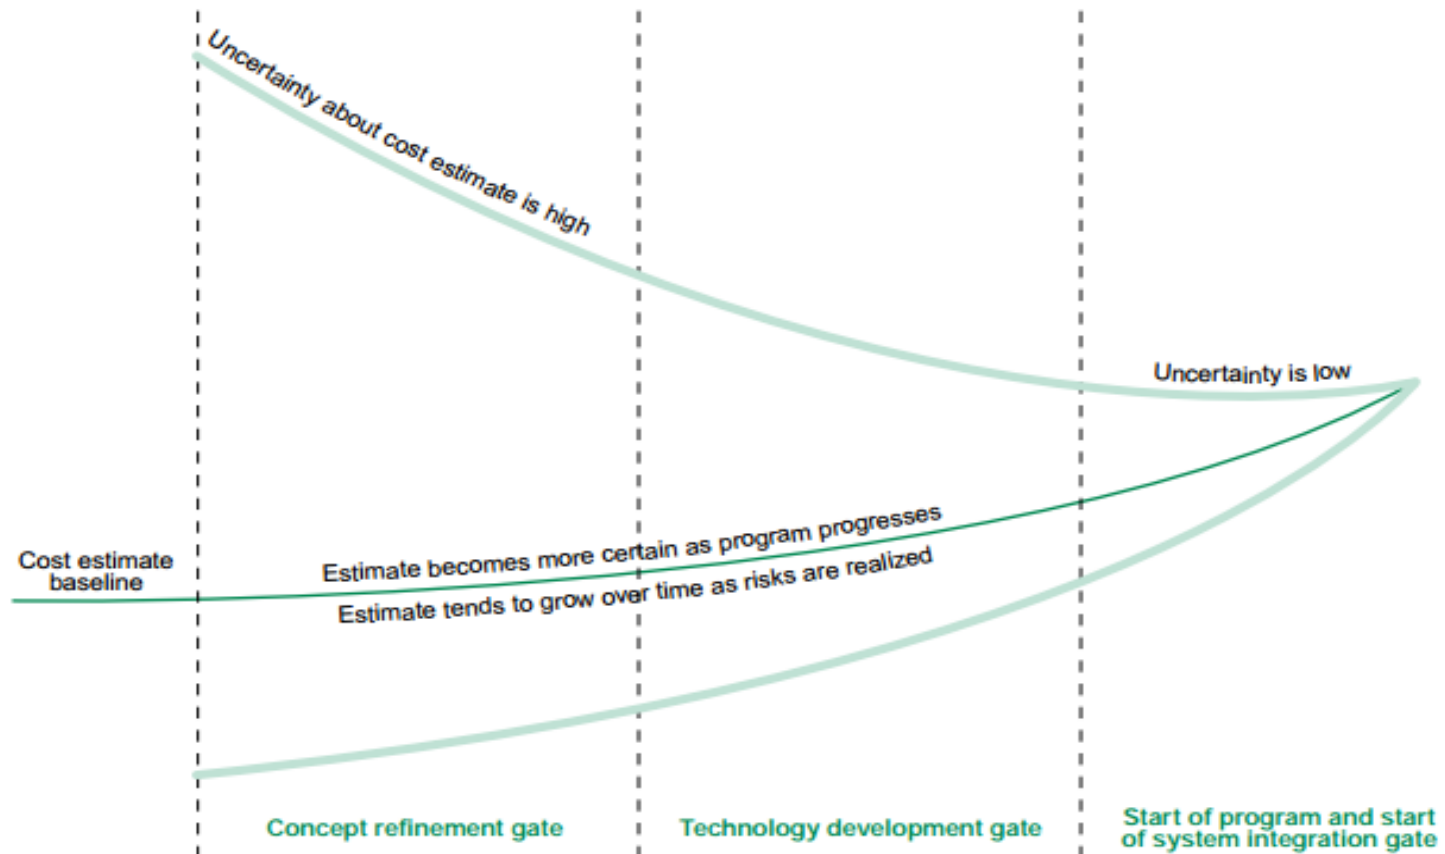 Uncertainty about cost estimate is high
Uncertainty is low
Estimate becomes more certain as program progresses
Cost estimate
baseline
Estimate tends to grow over time as risks are realized
Concept refinement gate
Technology development gate
Start of program and start
of system integration gate